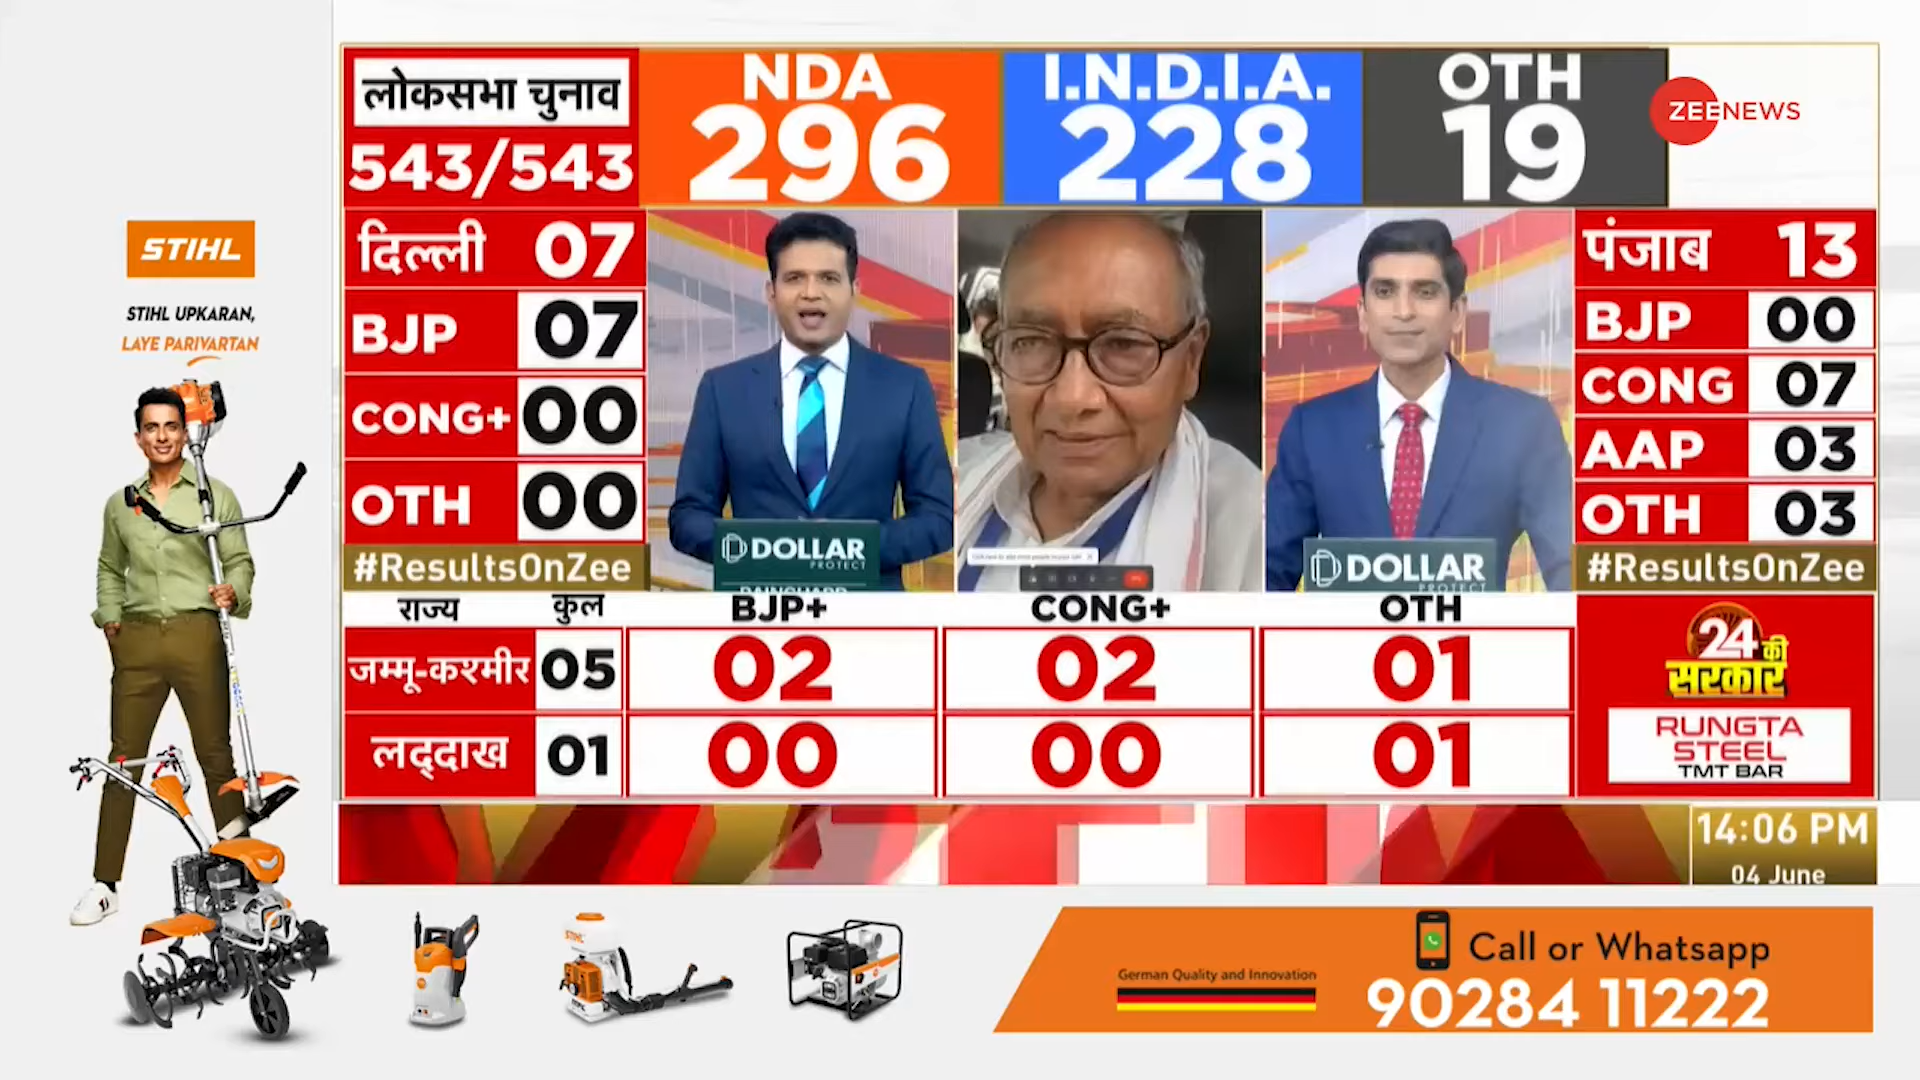 लोकसभा चुनाव
543/543
NDA
296
I.N.D.I.A.
228
OTH
19
ZEENEWS
STIHL
STIHL UPKARAN,
LAYE PARIVARTAN
दिल्ली 07
BJP 07
CONG+ 00
OTH 00
#ResultsOnZee
DOLLAR
PROTECT
DOLLAR
PROTECT
पंजाब 13
BJP 00
CONG 07
AAP 03
OTH 03
#ResultsOnZee
राज्य कुल BJP+ CONG+ OTH
जम्मू-कश्मीर 05 02 02 01
लद्दाख 01 00 00 01
24 की
सरकार
RUNGTA
STEEL
TMT BAR
14:06 PM
04 June
STIHL
German Quality and Innovation
Call or Whatsapp
90284 11222